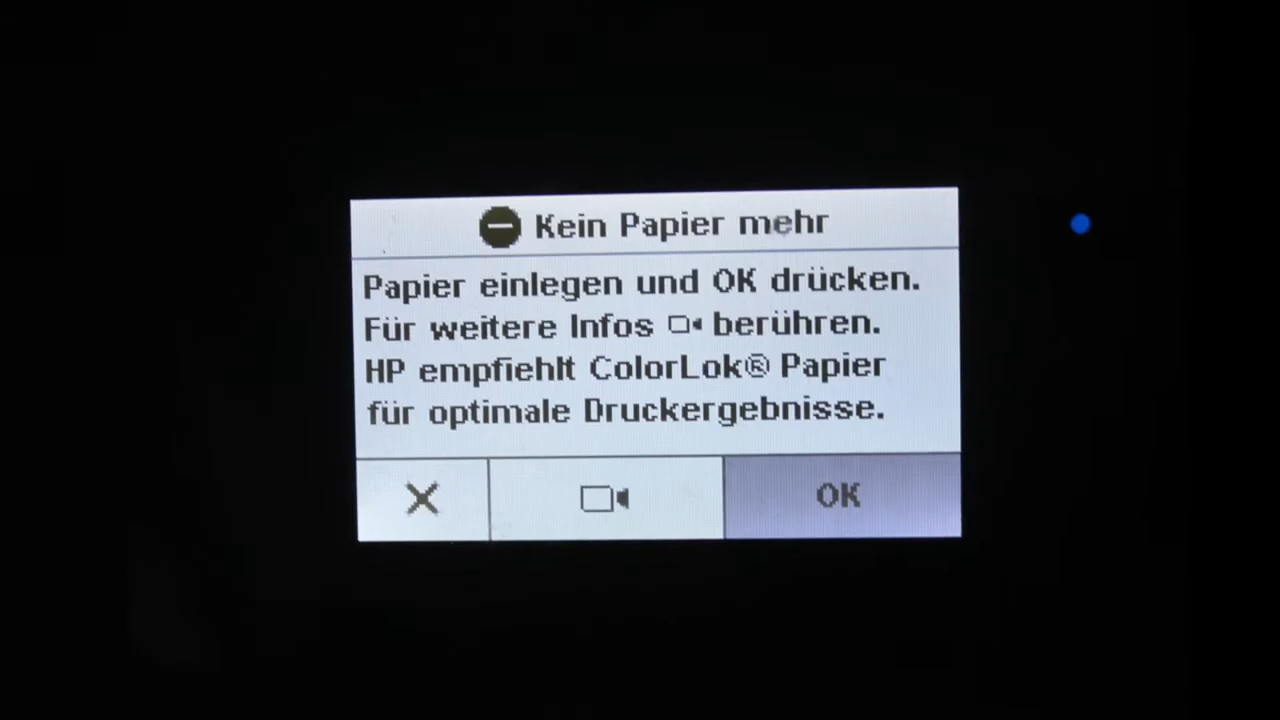 Kein Papier mehr
Papier einlegen und OK drücken.
Für weitere Infos berühren.
HP empfiehlt ColorLok® Papier
für optimale Druckergebnisse.
OK